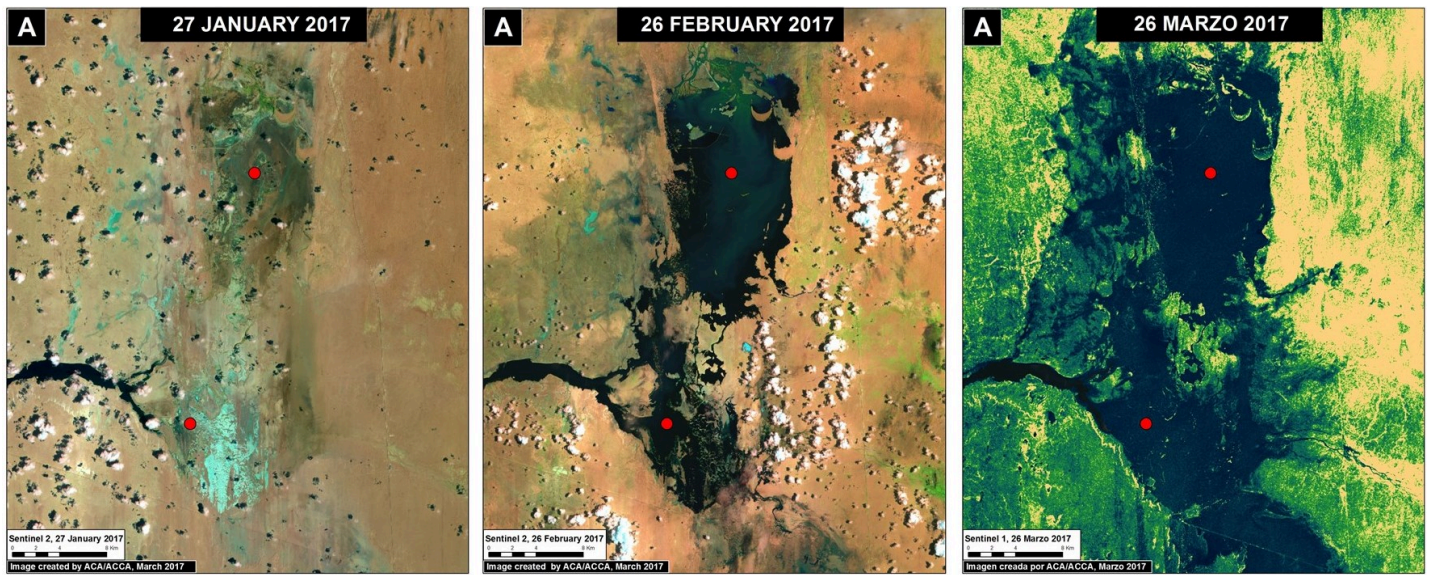 A
27 JANUARY 2017
Sentinel 2, 27 January 2017
0 2 4 8 Km
Image created by ACA/ACCA, March 2017
A
26 FEBRUARY 2017
Sentinel 2, 26 February 2017
0 2 4 8 Km
Image created by ACA/ACCA, March 2017
A
26 MARZO 2017
Sentinel 1, 26 Marzo 2017
0 2 4 8 Km
Imagen creada por ACA/ACCA, Marzo 2017